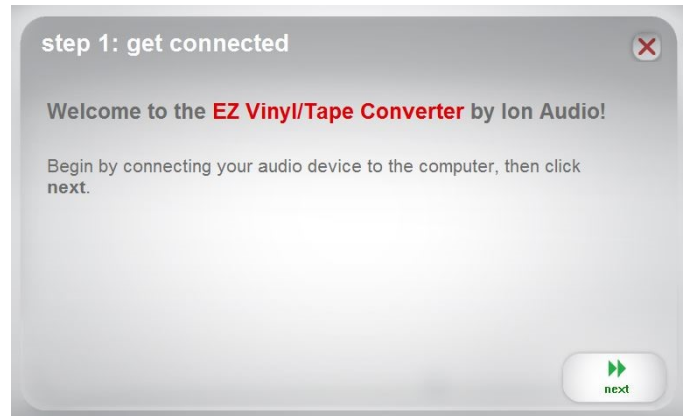 step 1: get connected
Welcome to the EZ Vinyl/Tape Converter by Ion Audio!
Begin by connecting your audio device to the computer, then click
next.
next